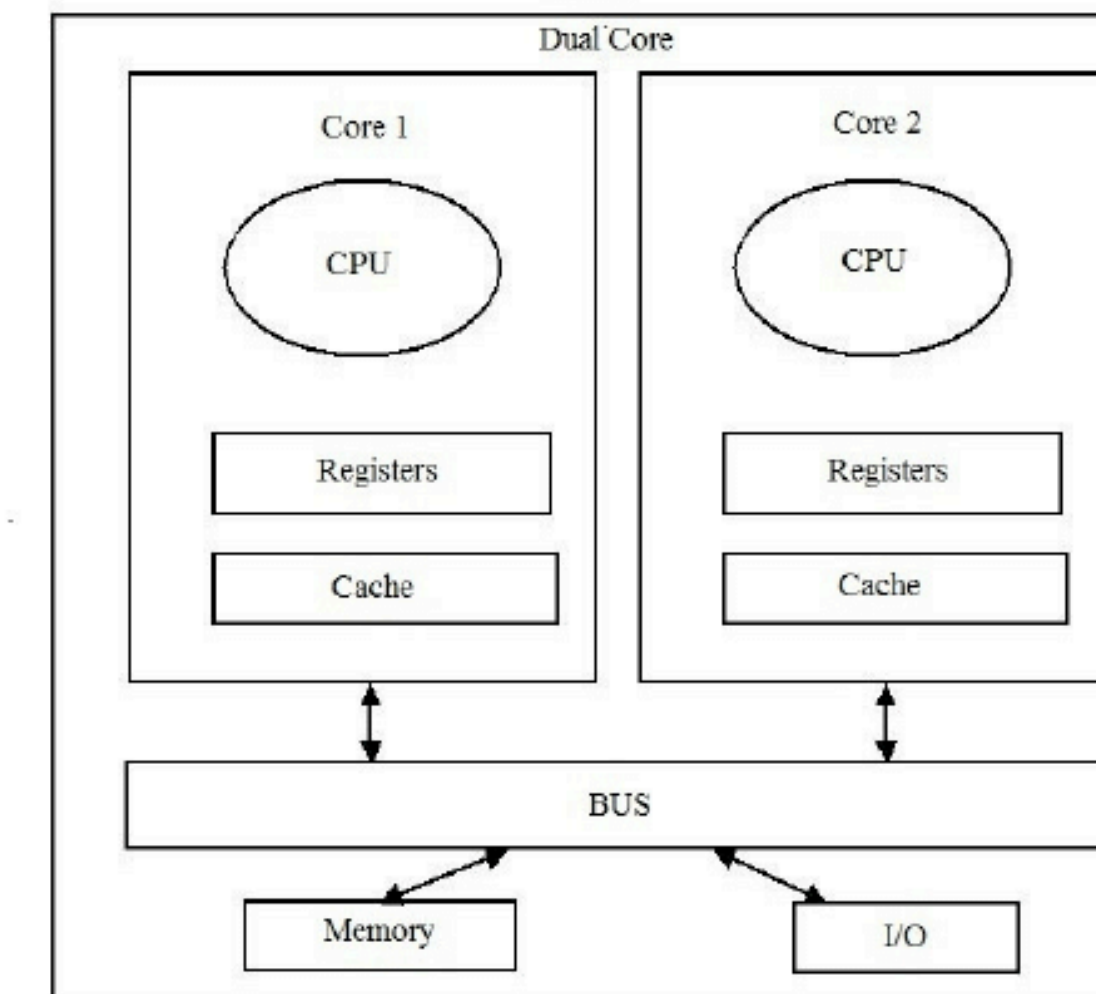 Dual Core
Core 1
CPU
Registers
Cache
Core 2
CPU
Registers
Cache
BUS
Memory
I/O